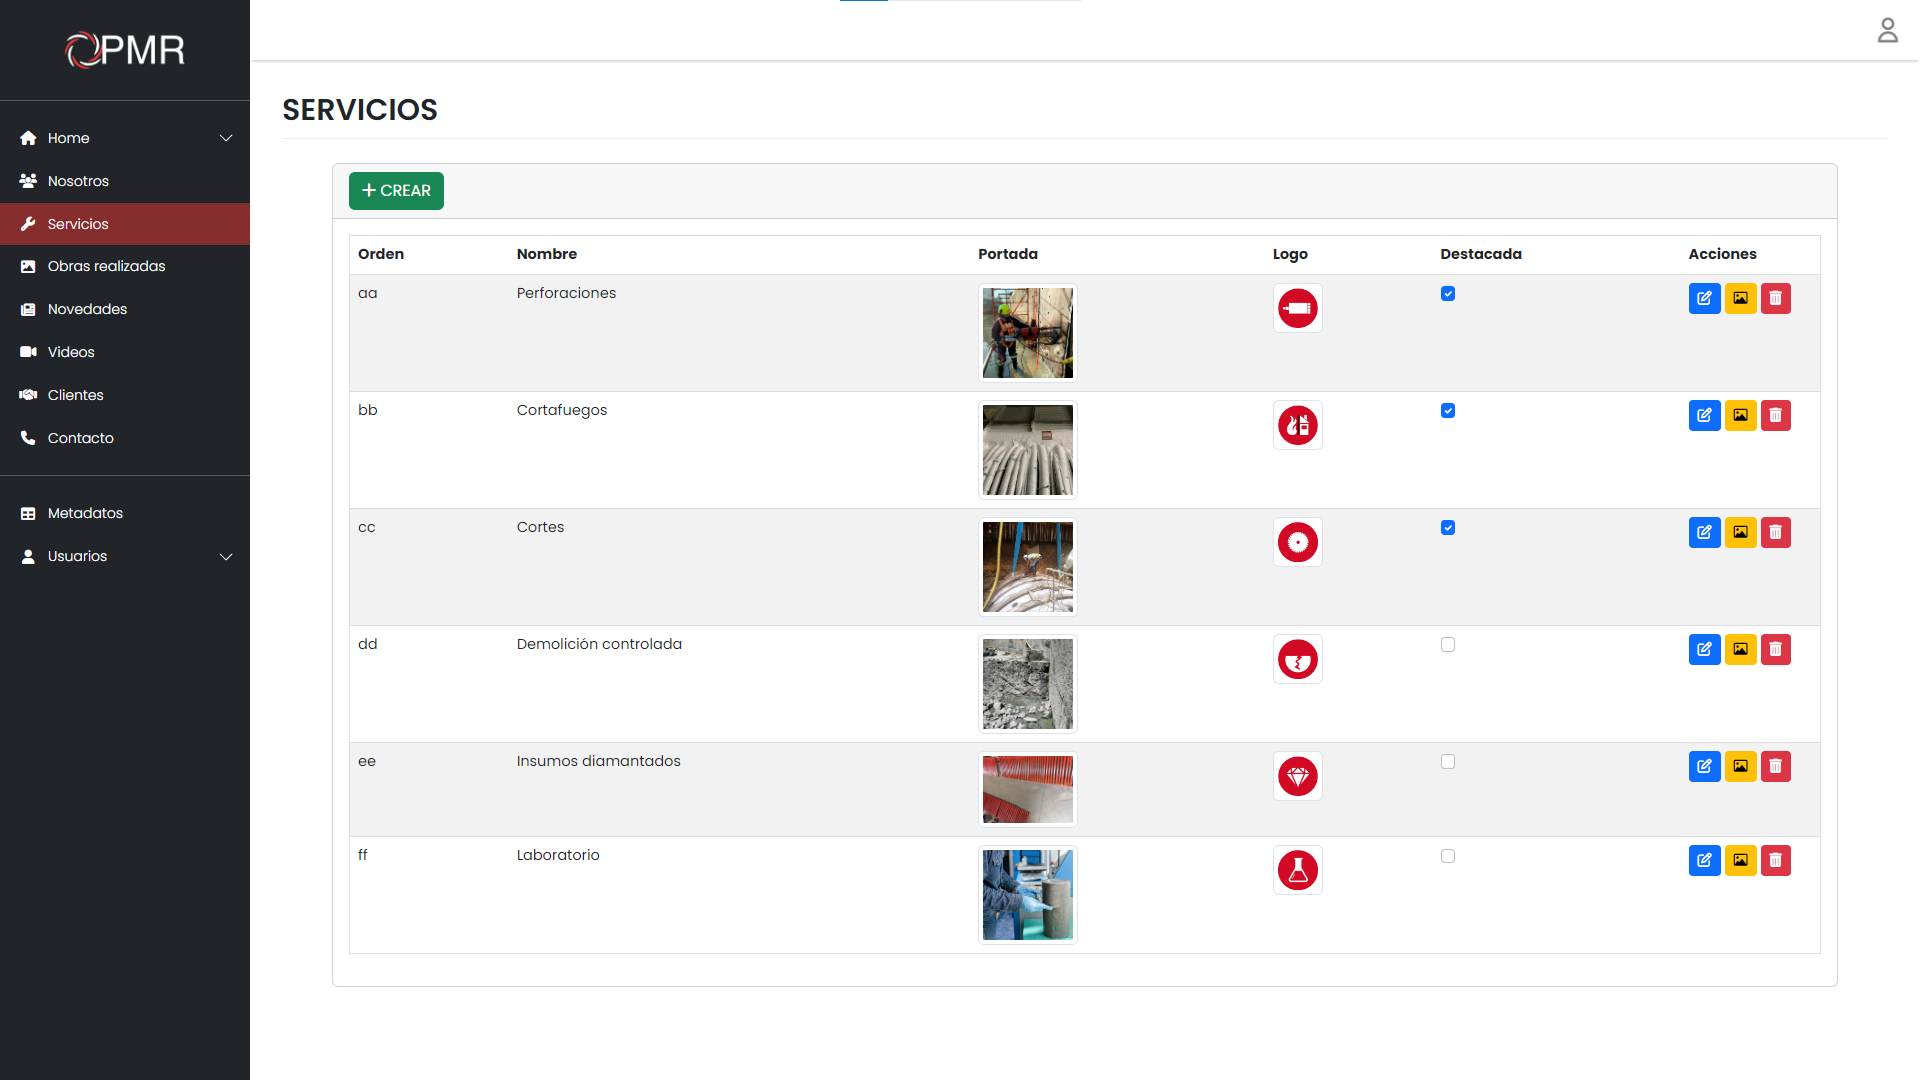 PMR
Home
Nosotros
Servicios
Obras realizadas
Novedades
Videos
Clientes
Contacto
Metadatos
Usuarios
SERVICIOS
CREAR
Orden Nombre Portada Logo Destacada Acciones
aa Perforaciones
bb Cortafuegos
cc Cortes
dd Demolición controlada
ee Insumos diamantados
ff Laboratorio